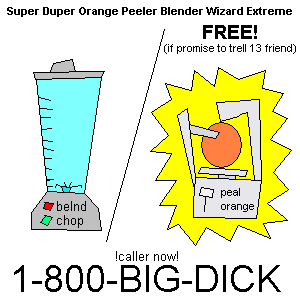 Super Duper Orange Peeler Blender Wizard Extreme
FREE!
(if promise to trell 13 friend)
belnd
chop
peal
orange
!caller now!
1-800-BIG-DICK